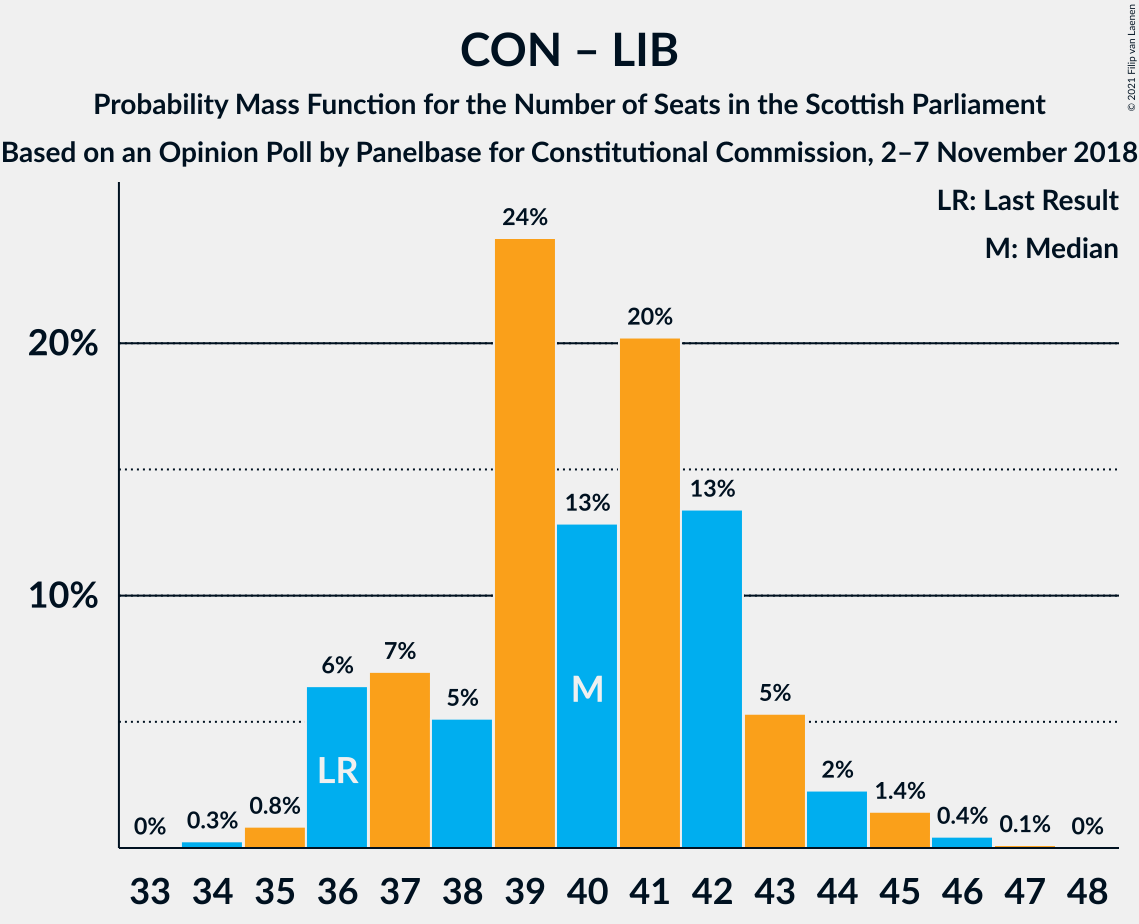 CON – LIB
Probability Mass Function for the Number of Seats in the Scottish Parliament
Based on an Opinion Poll by Panelbase for Constitutional Commission, 2–7 November 2018
© 2021 Filip van Laenen
LR: Last Result
M: Median
20%
10%
0%
0.3%
0.8%
6%
7%
5%
24%
13%
20%
13%
5%
2%
1.4%
0.4%
0.1%
0%
LR
M
33 34 35 36 37 38 39 40 41 42 43 44 45 46 47 48